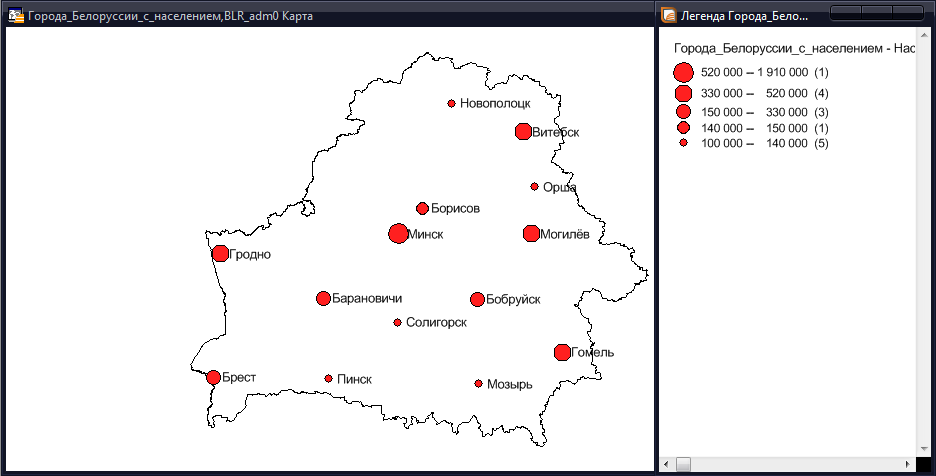 Города_Белоруссии_с_населением,BLR_adm0 Карта
Новополоцк
Витебск
Орша
Борисов
Минск
Могилёв
Гродно
Барановичи
Бобруйск
Солигорск
Гомель
Брест
Пинск
Мозырь
Легенда Города_Бело...
Города_Белоруссии_с_населением - Нас
520 000 – 1 910 000 (1)
330 000 – 520 000 (4)
150 000 – 330 000 (3)
140 000 – 150 000 (1)
100 000 – 140 000 (5)